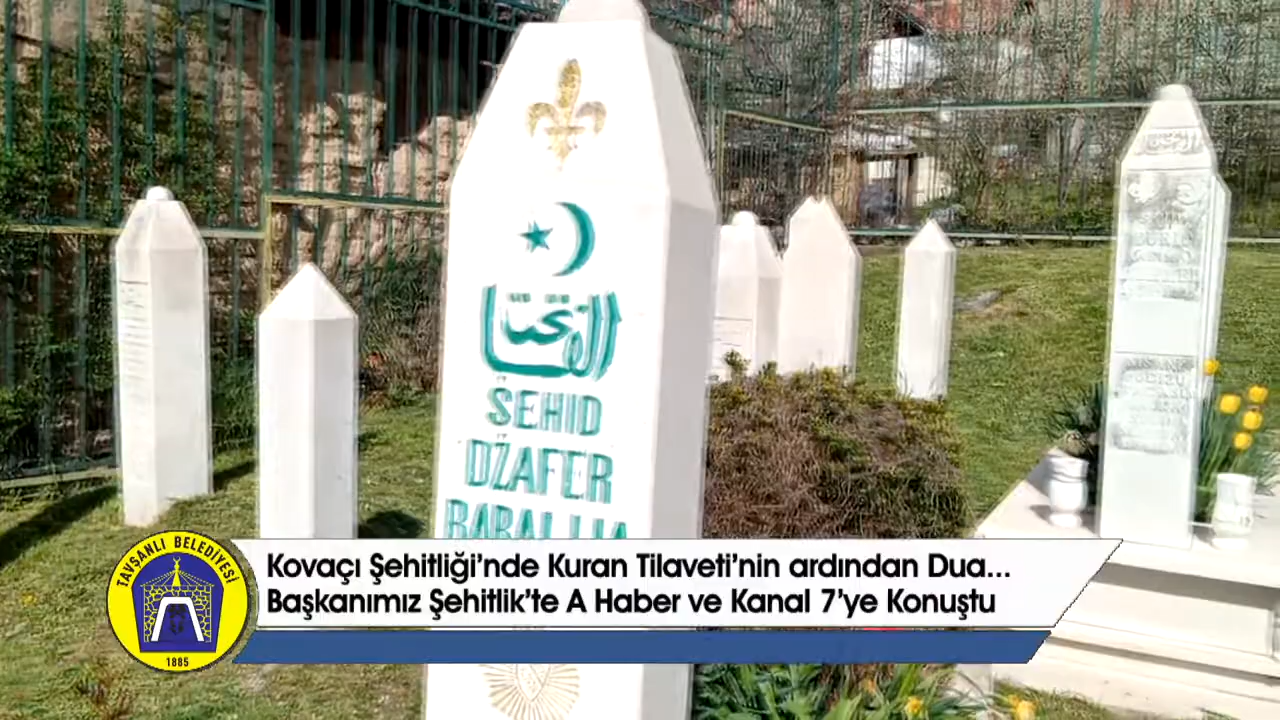 الفاتحة
ŠEHID
DŽAFER
Kovaçı Şehitliği’nde Kuran Tilaveti’nin ardından Dua...
Başkanımız Şehitlik’te A Haber ve Kanal 7’ye Konuştu
TAVŞANLI BELEDİYESİ
1885